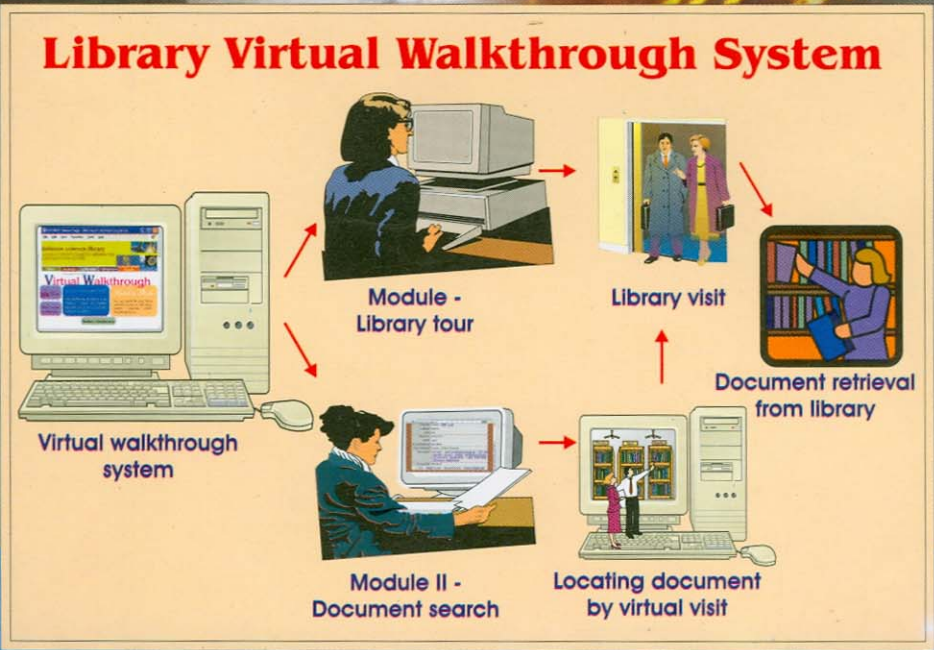 Library Virtual Walkthrough System
Virtual Walkthrough
Module -
Library tour
Library visit
Document retrieval
from library
Virtual walkthrough
system
Module II -
Document search
Locating document
by virtual visit